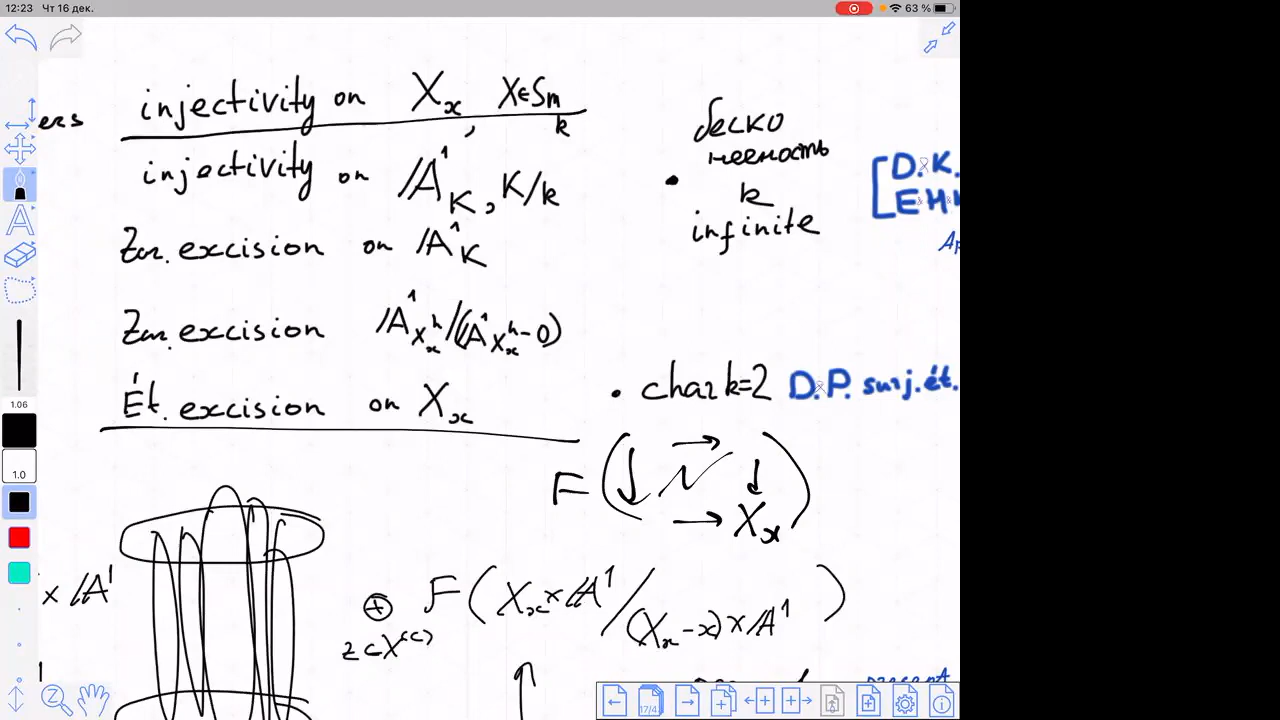 12:23 Чт 16 дек.
63 %
injectivity on X_x, X∈Sm_k
ers
injectivity on /A^1_K, K/k
Zar. excision on /A^1_K
Zar. excision /A^1_{X^h_x}/(/A^1_{X^h_x}-0)
Ét. excision on X_x
беско
нечность
k
infinite
[D.K.
• char k=2 D.P. surj. ét.
F( → ↓ → X_x )
x /A^1
⊕ F(X_x × /A^1 / (X_x - x) × /A^1)
z∈X^(c)
1.06
1.0
17/4